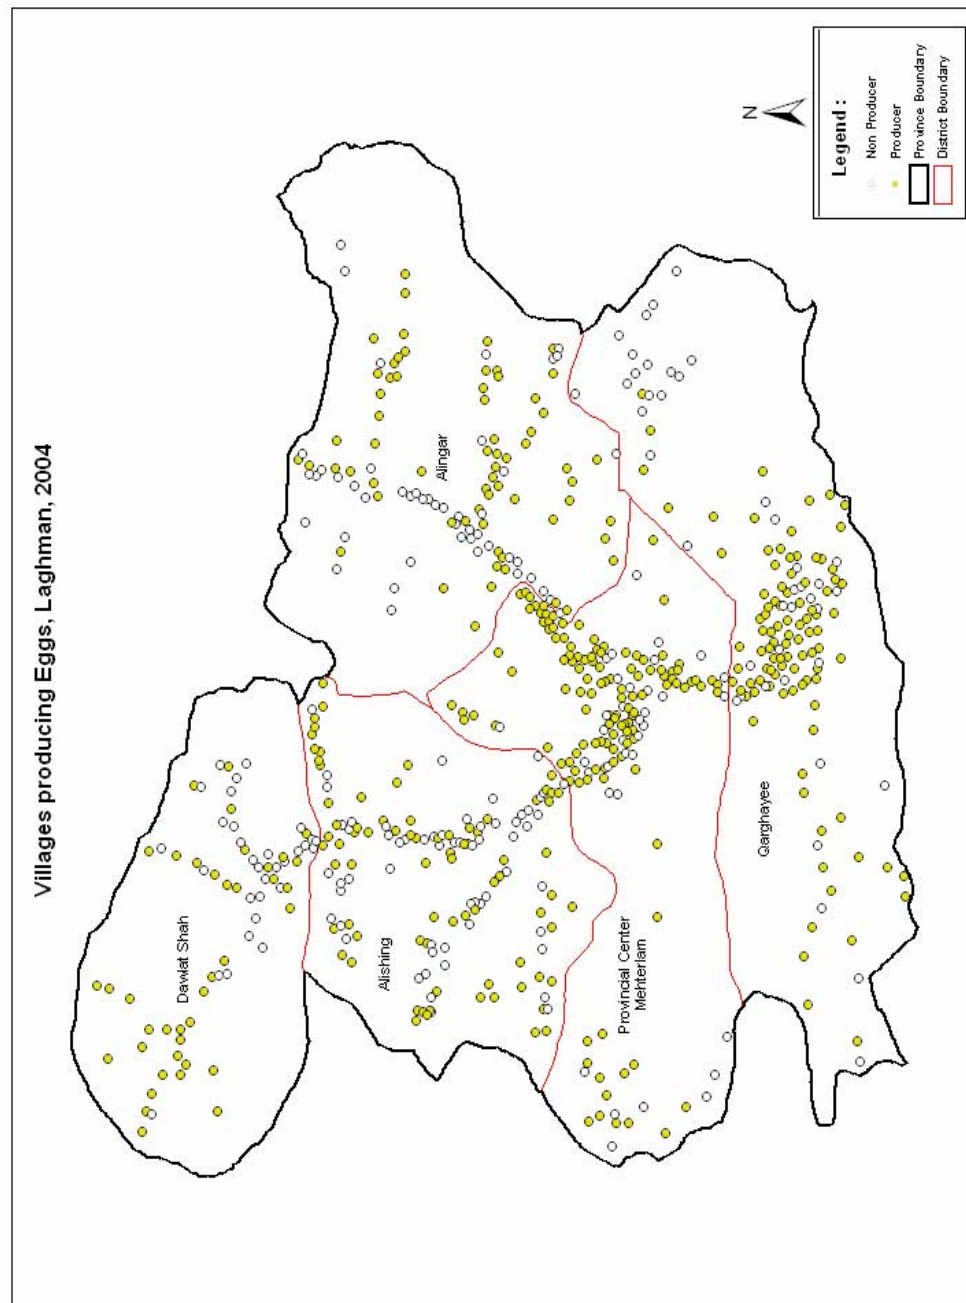 Villages producing Eggs, Laghman, 2004
N
Legend :
Non Producer
Producer
Province Boundary
District Boundary
Dawlat Shah
Alishing
Alingar
Provincial Center
Mehterlam
Qarghayee